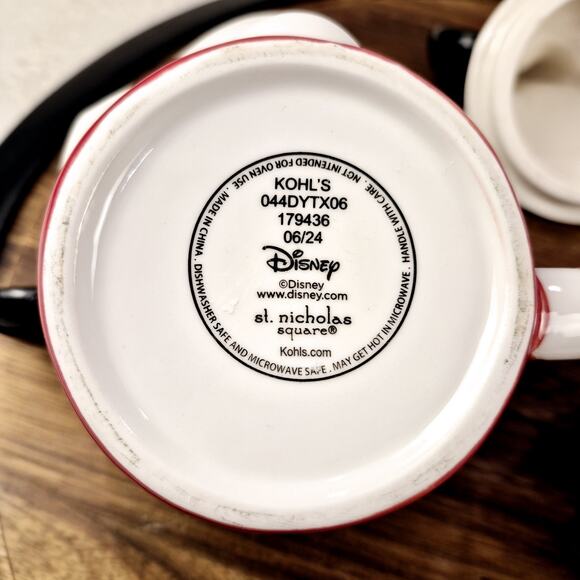 KOHL'S
044DYTX06
179436
06/24
Disney
©Disney
www.disney.com
st. nicholas
square®
Kohls.com
MADE IN CHINA . DISHWASHER SAFE AND MICROWAVE SAFE . MAY GET HOT IN MICROWAVE . HANDLE WITH CARE . NOT INTENDED FOR OVEN USE .